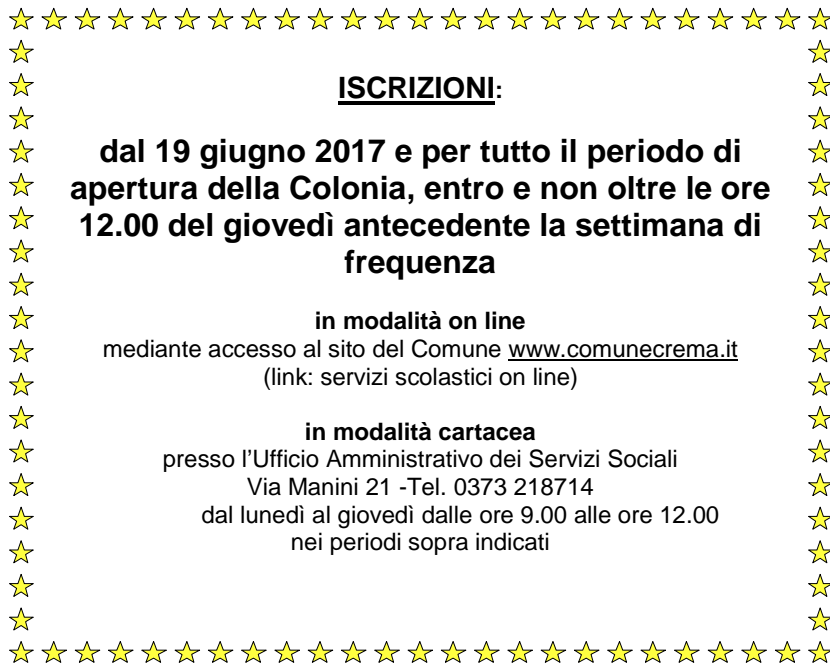 ISCRIZIONI:
dal 19 giugno 2017 e per tutto il periodo di
apertura della Colonia, entro e non oltre le ore
12.00 del giovedì antecedente la settimana di
frequenza
in modalità on line
mediante accesso al sito del Comune www.comunecrema.it
(link: servizi scolastici on line)
in modalità cartacea
presso l'Ufficio Amministrativo dei Servizi Sociali
Via Manini 21 -Tel. 0373 218714
dal lunedì al giovedì dalle ore 9.00 alle ore 12.00
nei periodi sopra indicati